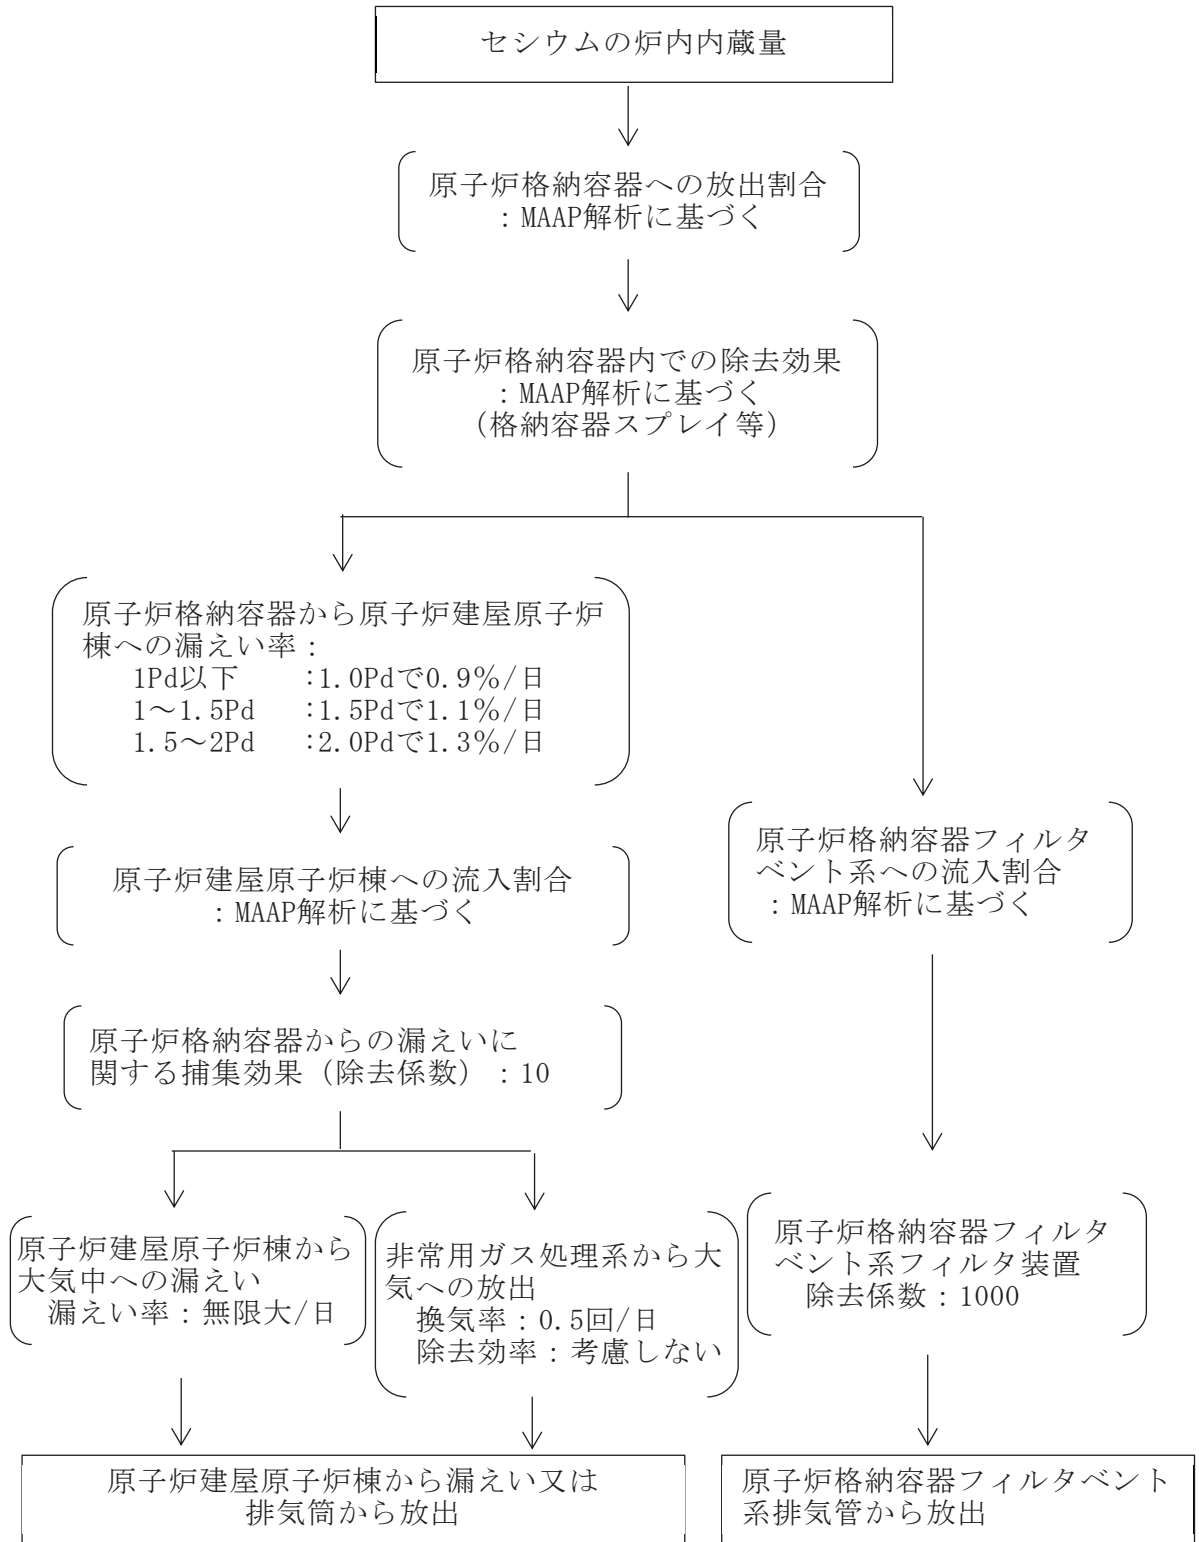 セシウムの炉内内蔵量
原子炉格納容器への放出割合
：MAAP解析に基づく
原子炉格納容器内での除去効果
：MAAP解析に基づく
（格納容器スプレイ等）
原子炉格納容器から原子炉建屋原子炉
棟への漏えい率：
1Pd以下　　:1.0Pdで0.9％/日
1～1.5Pd　:1.5Pdで1.1％/日
1.5～2Pd　:2.0Pdで1.3％/日
原子炉建屋原子炉棟への流入割合
：MAAP解析に基づく
原子炉格納容器からの漏えいに
関する捕集効果（除去係数）：10
原子炉建屋原子炉棟から
大気中への漏えい
漏えい率：無限大/日
非常用ガス処理系から大
気への放出
換気率：0.5回/日
除去効率：考慮しない
原子炉建屋原子炉棟から漏えい又は
排気筒から放出
原子炉格納容器フィルタ
ベント系への流入割合
：MAAP解析に基づく
原子炉格納容器フィルタ
ベント系フィルタ装置
除去係数：1000
原子炉格納容器フィルタベント
系排気管から放出